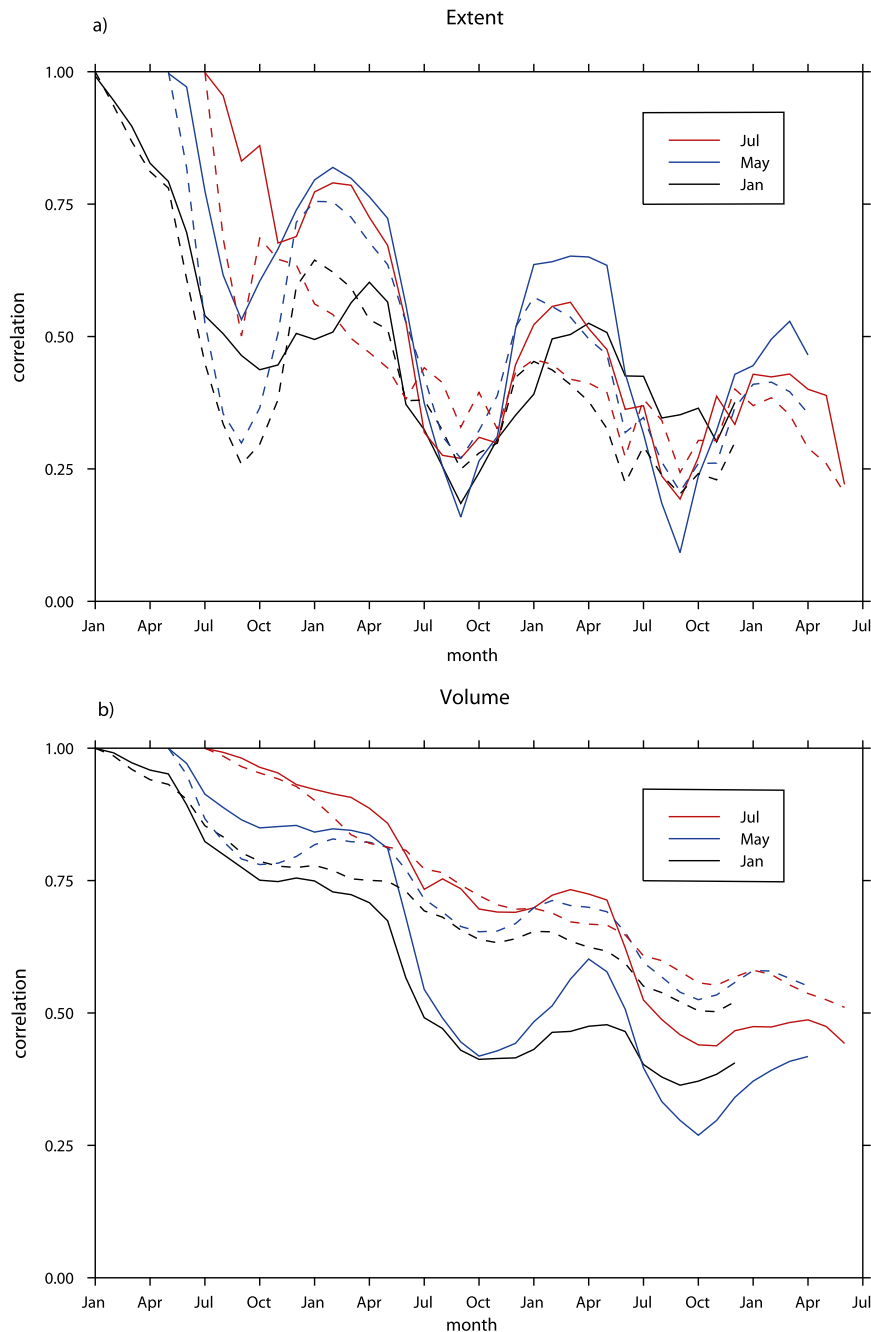 a)
Extent
1.00
0.75
0.50
0.25
0.00
correlation
Jul
May
Jan
Jan Apr Jul Oct Jan Apr Jul Oct Jan Apr Jul Oct Jan Apr Jul
month
b)
Volume
1.00
0.75
0.50
0.25
0.00
correlation
Jul
May
Jan
Jan Apr Jul Oct Jan Apr Jul Oct Jan Apr Jul Oct Jan Apr Jul
month